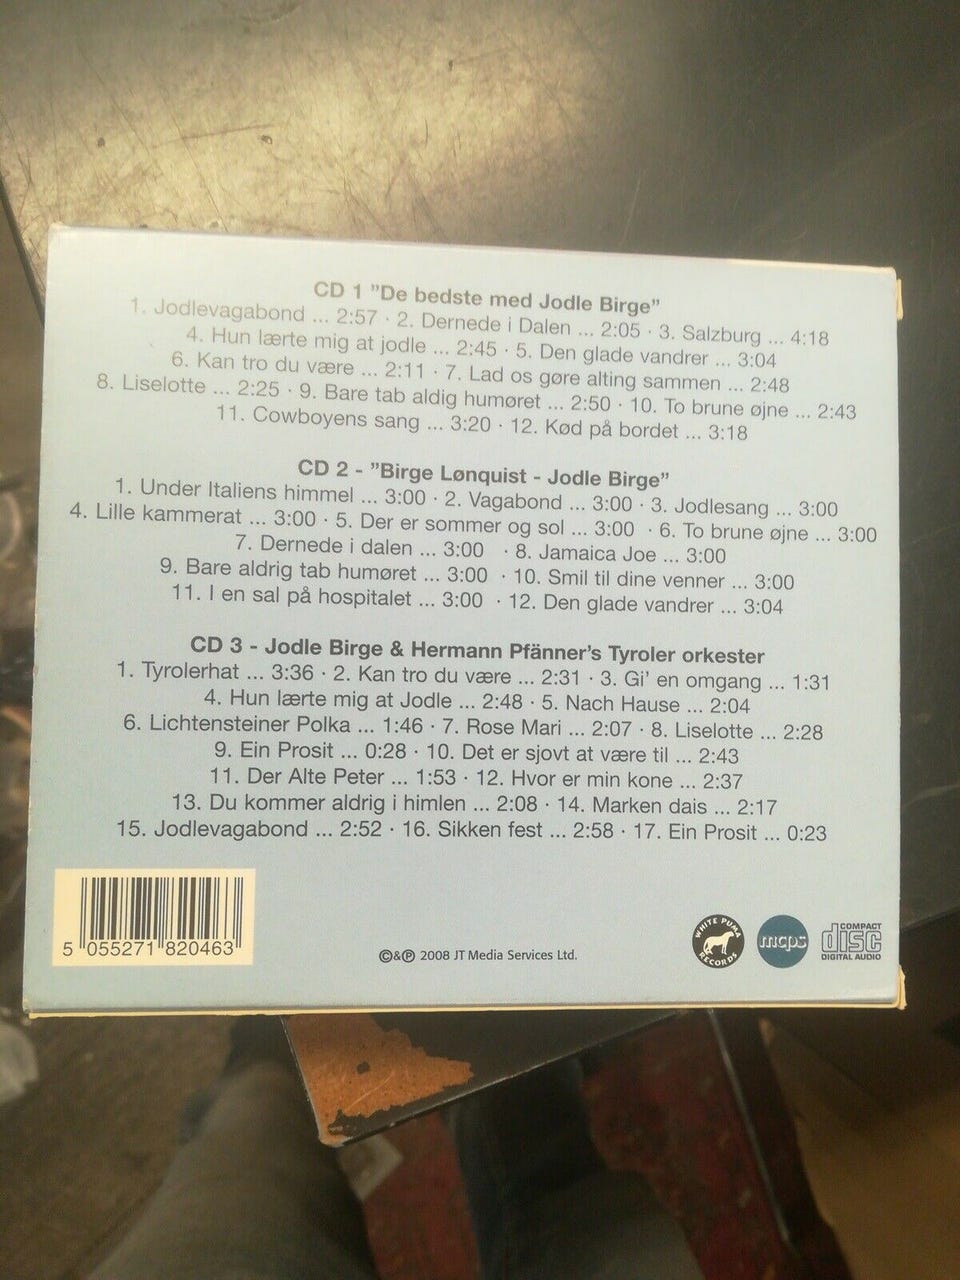 CD 1 "De bedste med Jodle Birge"
1. Jodlevagabond ... 2:57 · 2. Dernede i Dalen ... 2:05 · 3. Salzburg ... 4:18
4. Hun lærte mig at jodle ... 2:45 · 5. Den glade vandrer ... 3:04
6. Kan tro du være ... 2:11 · 7. Lad os gøre alting sammen ... 2:48
8. Liselotte ... 2:25 · 9. Bare tab aldig humøret ... 2:50 · 10. To brune øjne ... 2:43
11. Cowboyens sang ... 3:20 · 12. Kød på bordet ... 3:18
CD 2 - "Birge Lønquist - Jodle Birge"
1. Under Italiens himmel ... 3:00 · 2. Vagabond ... 3:00 · 3. Jodlesang ... 3:00
4. Lille kammerat ... 3:00 · 5. Der er sommer og sol ... 3:00 · 6. To brune øjne ... 3:00
7. Dernede i dalen ... 3:00 · 8. Jamaica Joe ... 3:00
9. Bare aldrig tab humøret ... 3:00 · 10. Smil til dine venner ... 3:00
11. I en sal på hospitalet ... 3:00 · 12. Den glade vandrer ... 3:04
CD 3 - Jodle Birge & Hermann Pfänner's Tyroler orkester
1. Tyrolerhat ... 3:36 · 2. Kan tro du være ... 2:31 · 3. Gi' en omgang ... 1:31
4. Hun lærte mig at Jodle ... 2:48 · 5. Nach Hause ... 2:04
6. Lichtensteiner Polka ... 1:46 · 7. Rose Mari ... 2:07 · 8. Liselotte ... 2:28
9. Ein Prosit ... 0:28 · 10. Det er sjovt at være til ... 2:43
11. Der Alte Peter ... 1:53 · 12. Hvor er min kone ... 2:37
13. Du kommer aldrig i himlen ... 2:08 · 14. Marken dais ... 2:17
15. Jodlevagabond ... 2:52 · 16. Sikken fest ... 2:58 · 17. Ein Prosit ... 0:23
5 055271 820463
©&℗ 2008 JT Media Services Ltd.
WHITE PUMA RECORDS
mcps
COMPACT
disc
DIGITAL AUDIO